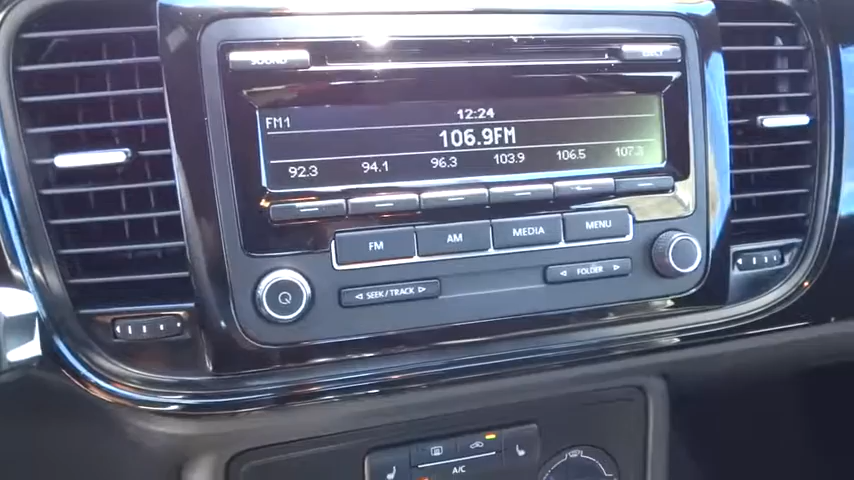 SOUND EJECT
12:24
FM1
106.9FM
92.3 94.1 96.3 103.9 106.5 107.3
FM AM MEDIA MENU
◁ SEEK / TRACK ▷ ◁ FOLDER ▷
A/C